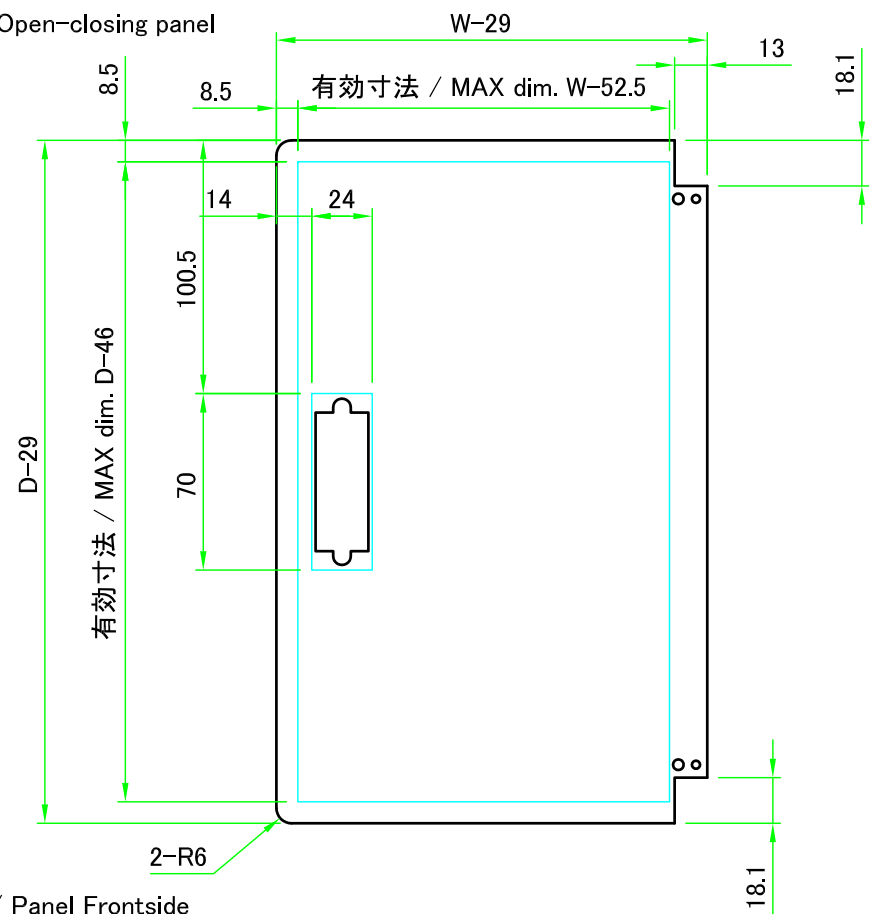 Open-closing panel
W-29
13
8.5
8.5
有効寸法 / MAX dim. W-52.5
18.1
14
24
100.5
有効寸法 / MAX dim. D-46
D-29
70
2-R6
18.1
/ Panel Frontside